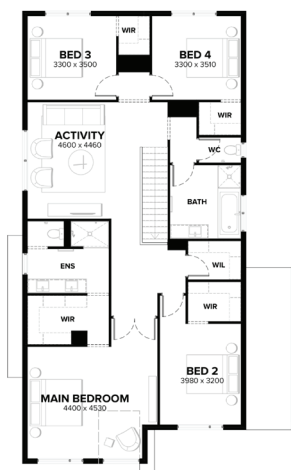 WIR
BED 3
3300 x 3500
BED 4
3300 x 3510
WIR
ACTIVITY
4600 x 4460
WC
BATH
ENS
WIL
WIR
WIR
BED 2
3980 x 3200
MAIN BEDROOM
4400 x 4530